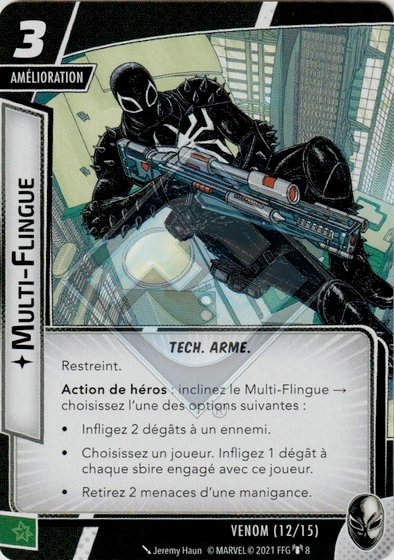 3
AMÉLIORATION
MULTI-FLINGUE
TECH. ARME.
Restreint.
Action de héros : inclinez le Multi-Flingue →
choisissez l'une des options suivantes :
• Infligez 2 dégâts à un ennemi.
• Choisissez un joueur. Infligez 1 dégât à
chaque sbire engagé avec ce joueur.
• Retirez 2 menaces d'une manigance.
VENOM (12/15)
Jeremy Haun © MARVEL © 2021 FFG 8